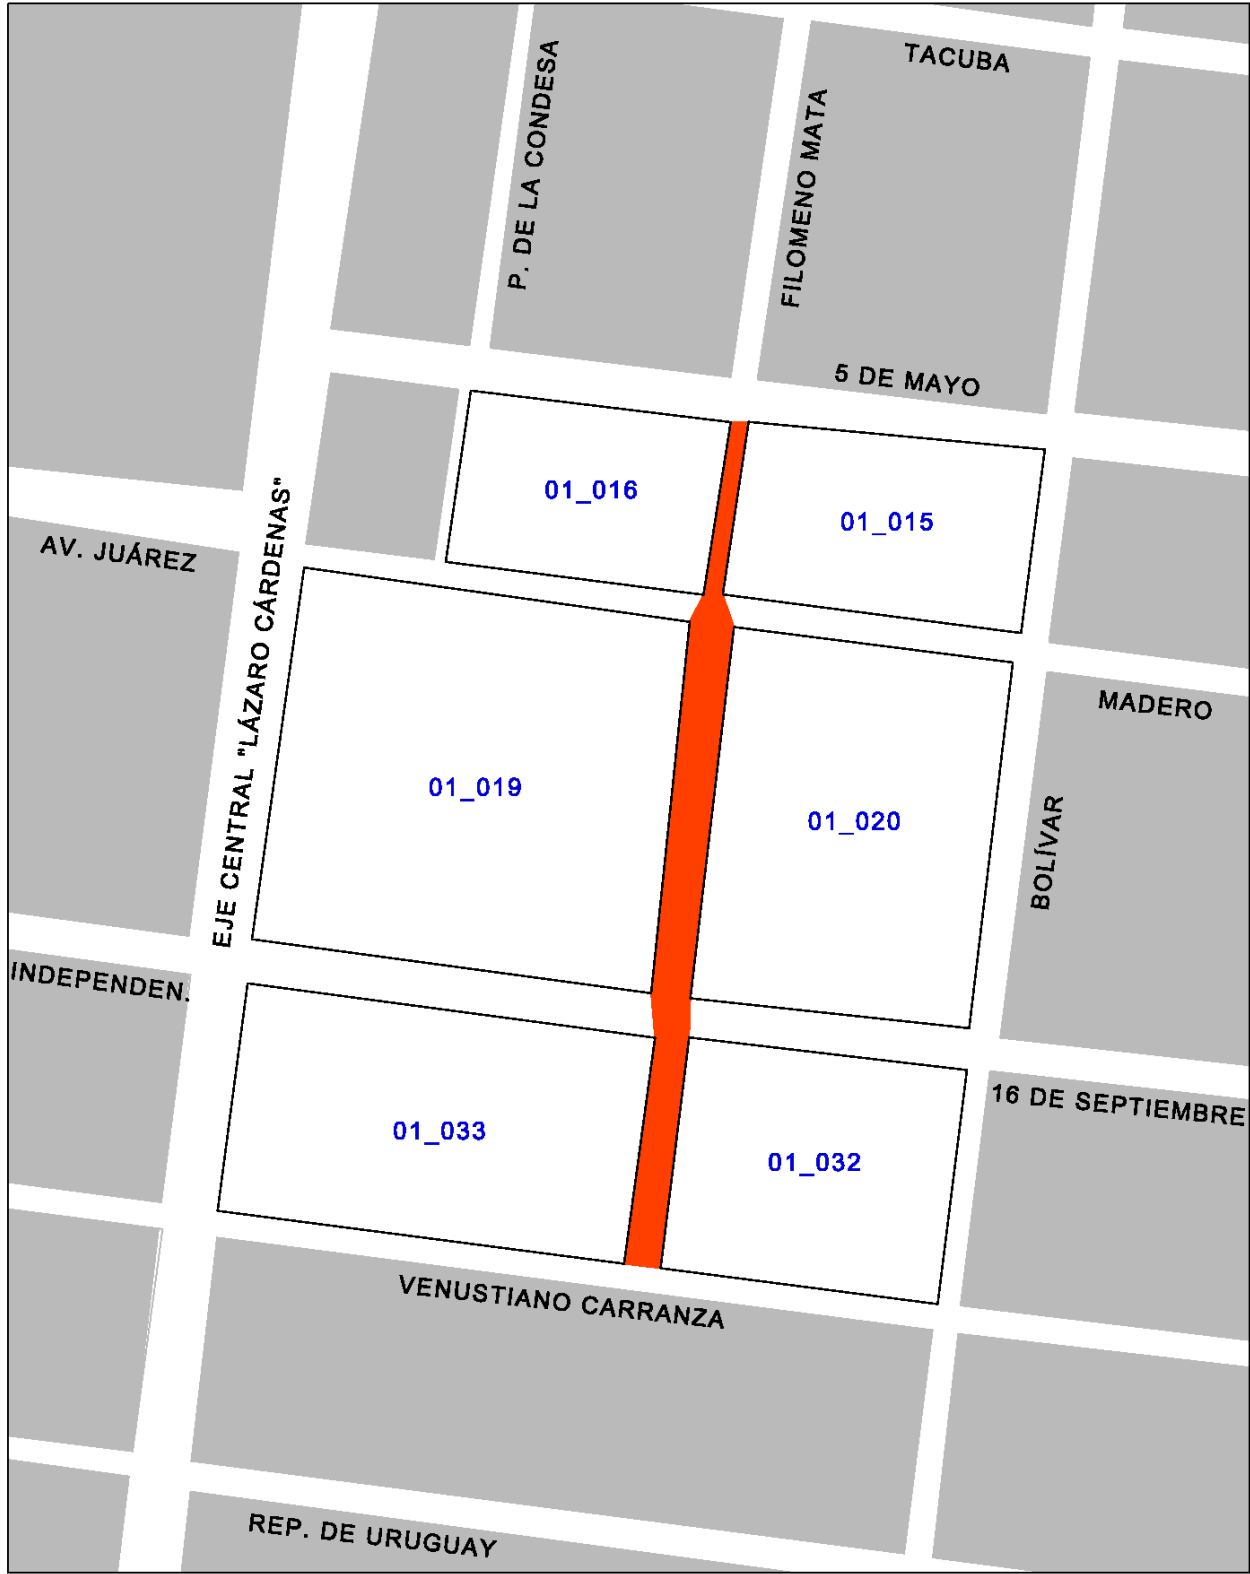 TACUBA
P. DE LA CONDESA
FILOMENO MATA
5 DE MAYO
01_016
01_015
AV. JUÁREZ
EJE CENTRAL "LÁZARO CÁRDENAS"
MADERO
01_019
01_020
BOLÍVAR
INDEPENDEN.
16 DE SEPTIEMBRE
01_033
01_032
VENUSTIANO CARRANZA
REP. DE URUGUAY